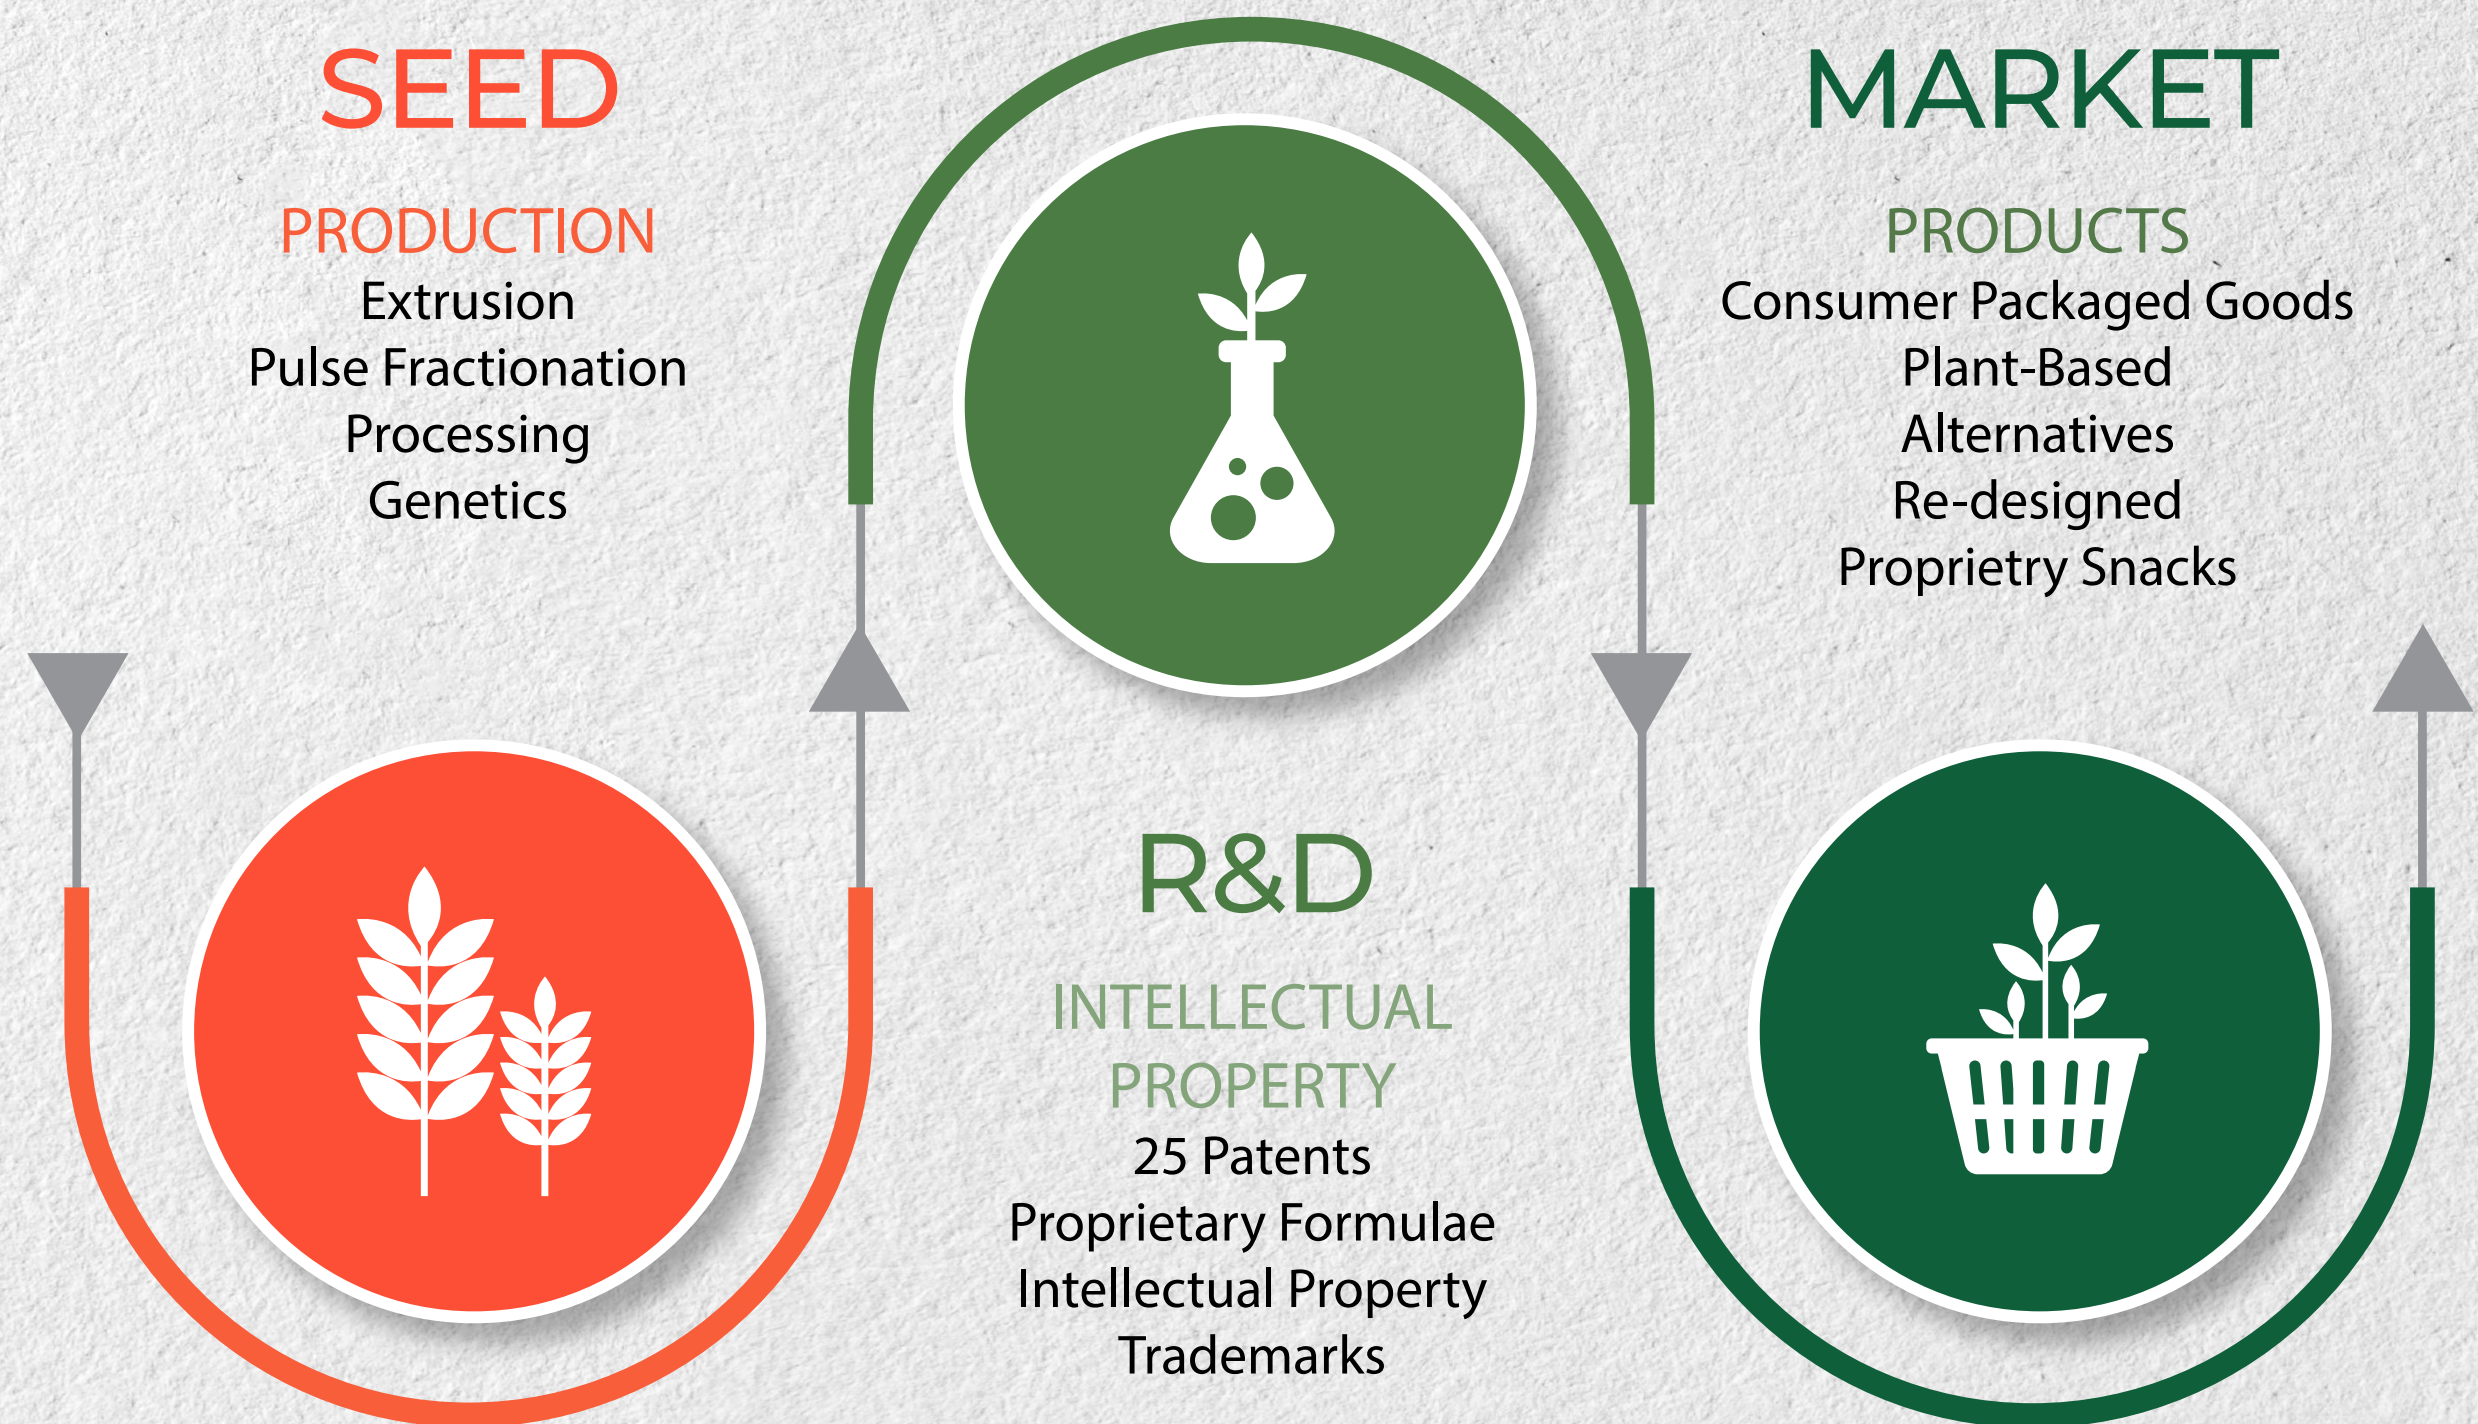 SEED
PRODUCTION
Extrusion
Pulse Fractionation
Processing
Genetics
R&D
INTELLECTUAL
PROPERTY
25 Patents
Proprietary Formulae
Intellectual Property
Trademarks
MARKET
PRODUCTS
Consumer Packaged Goods
Plant-Based
Alternatives
Re-designed
Proprietry Snacks